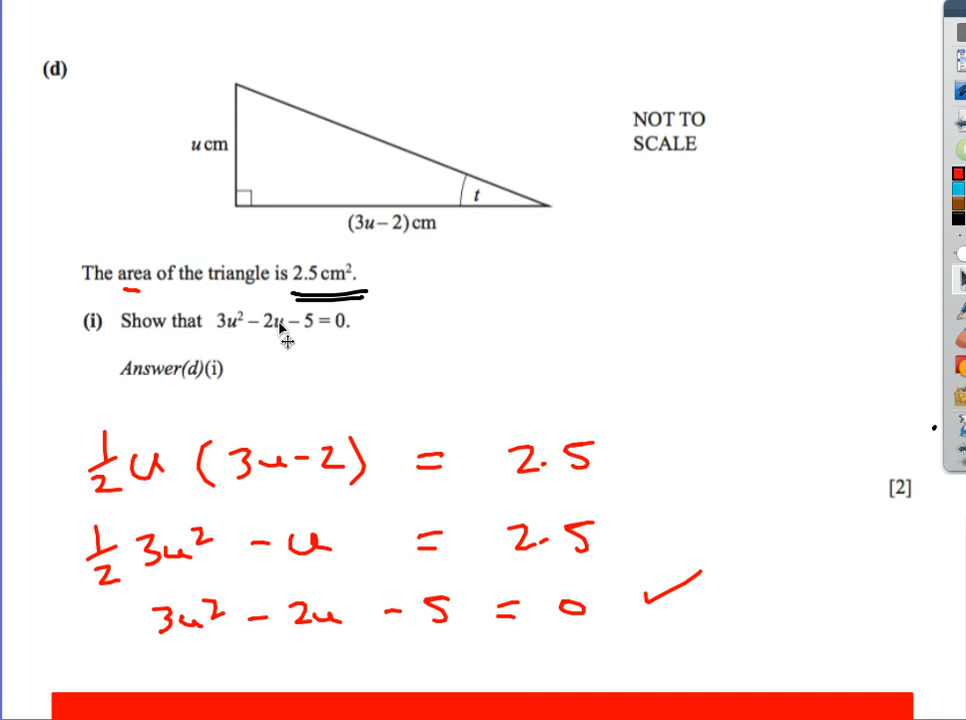 (d)
NOT TO
SCALE
u cm
t
(3u – 2) cm
The area of the triangle is 2.5 cm².
(i) Show that 3u² – 2u – 5 = 0.
Answer(d)(i)
½ u (3u-2) = 2.5
[2]
½ 3u² - u = 2.5
3u² - 2u - 5 = 0 ✓